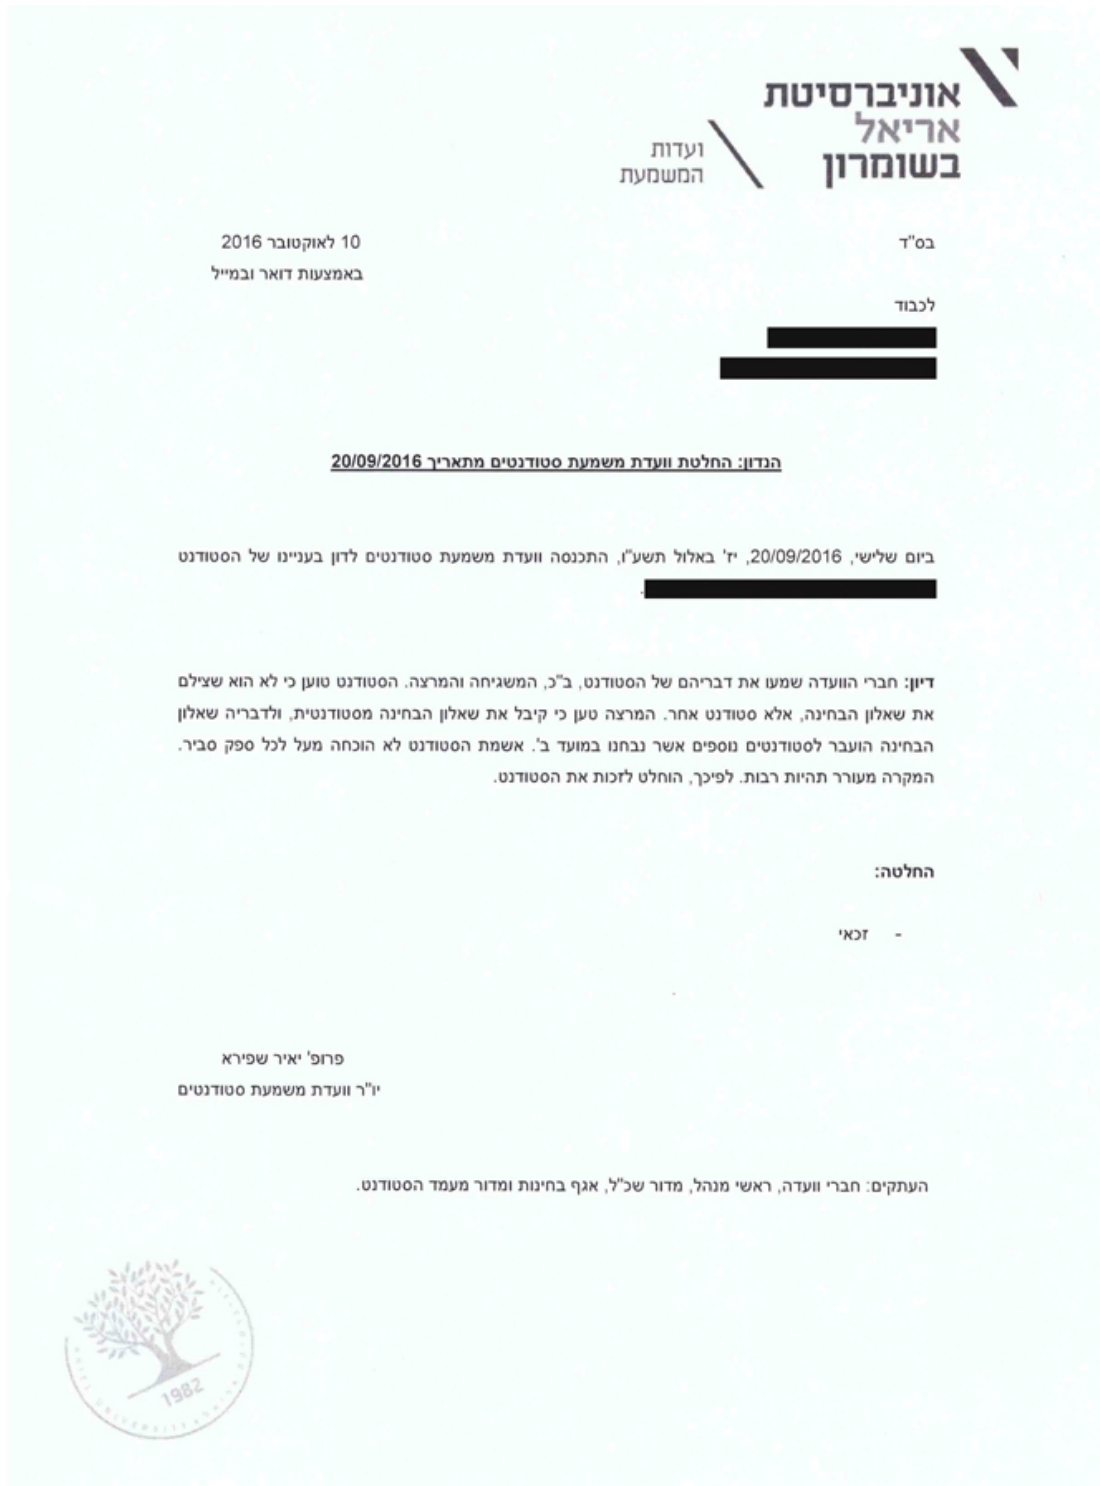 אוניברסיטת
אריאל
בשומרון
ועדות
המשמעת
בס"ד
10 לאוקטובר 2016
באמצעות דואר ובמייל
לכבוד
הנדון: החלטת וועדת משמעת סטודנטים מתאריך 20/09/2016
ביום שלישי, 20/09/2016, יז' באלול תשע"ו, התכנסה וועדת משמעת סטודנטים לדון בעניינו של הסטודנט
.
דיון: חברי הוועדה שמעו את דבריהם של הסטודנט, ב"כ, המשגיחה והמרצה. הסטודנט טוען כי לא הוא שצילם
את שאלון הבחינה, אלא סטודנט אחר. המרצה טען כי קיבל את שאלון הבחינה מסטודנטית, ולדבריה שאלון
הבחינה הועבר לסטודנטים נוספים אשר נבחנו במועד ב'. אשמת הסטודנט לא הוכחה מעל לכל ספק סביר.
המקרה מעורר תהיות רבות. לפיכך, הוחלט לזכות את הסטודנט.
החלטה:
- זכאי
פרופ' יאיר שפירא
יו"ר וועדת משמעת סטודנטים
העתקים: חברי וועדה, ראשי מנהל, מדור שכ"ל, אגף בחינות ומדור מעמד הסטודנט.
1982